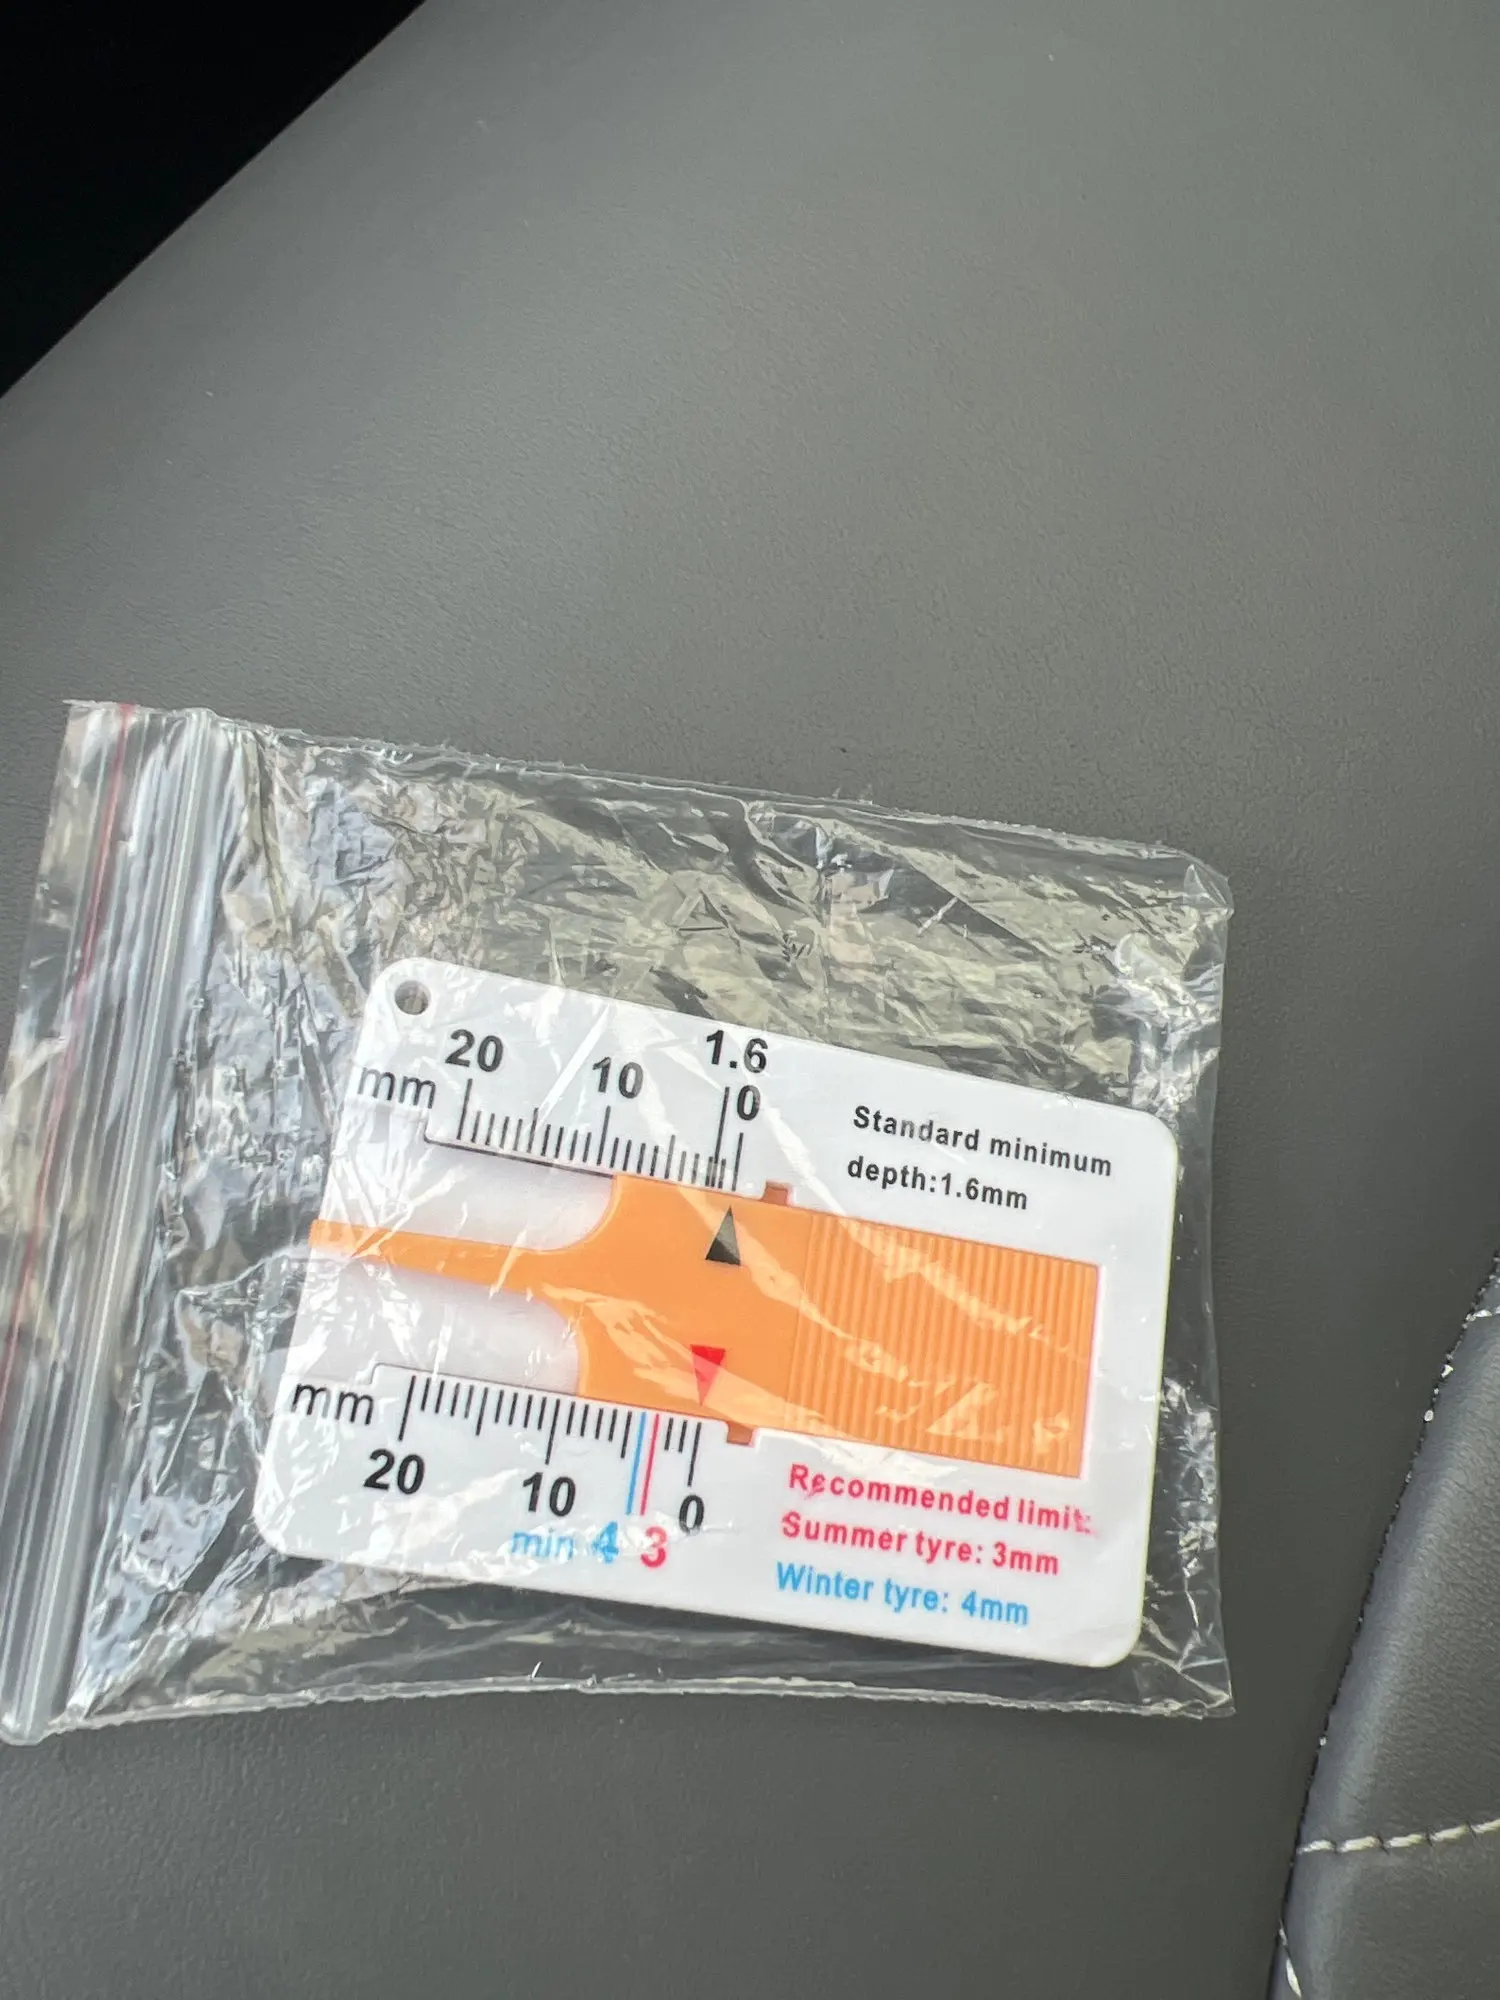 1.6
20 10 0
mm
Standard minimum
depth:1.6mm
mm
20 10 0
min 4 3
Recommended limit:
Summer tyre: 3mm
Winter tyre: 4mm